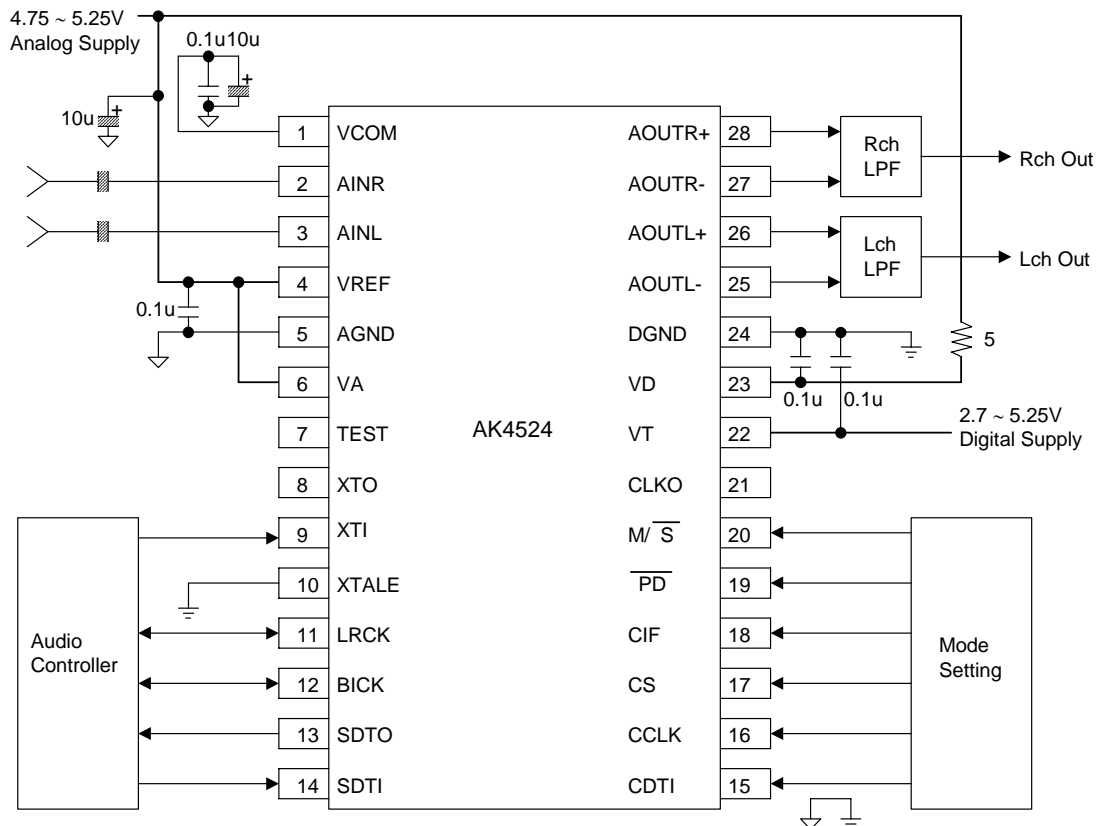 4.75 ~ 5.25V
Analog Supply
0.1u 10u
+
10u
+
1 VCOM AOUTR+ 28
Rch
LPF
Rch Out
2 AINR AOUTR- 27
3 AINL AOUTL+ 26
Lch
LPF
Lch Out
4 VREF AOUTL- 25
0.1u
5 AGND DGND 24
5
6 VA VD 23
0.1u 0.1u
7 TEST AK4524 VT 22
2.7 ~ 5.25V
Digital Supply
8 XTO CLKO 21
9 XTI M/S̅ 20
10 XTALE P̅D̅ 19
11 LRCK CIF 18
Audio
Controller
Mode
Setting
12 BICK CS 17
13 SDTO CCLK 16
14 SDTI CDTI 15